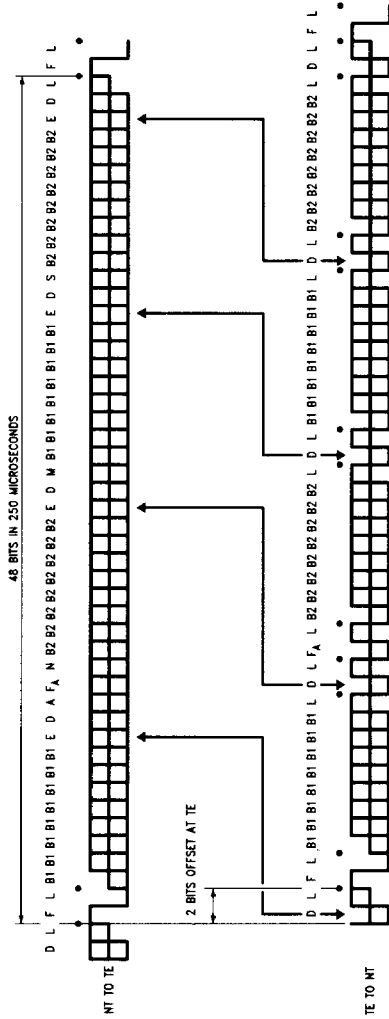 48 BITS IN 250 MICROSECONDS
D L F L B1 B1 B1 B1 B1 B1 B1 B1 E D A FA N B2 B2 B2 B2 B2 B2 B2 B2 E D M B1 B1 B1 B1 B1 B1 B1 B1 E D S B2 B2 B2 B2 B2 B2 B2 B2 E D L F L
NT TO TE
2 BITS OFFSET AT TE
D L F L B1 B1 B1 B1 B1 B1 B1 B1 L D L FA L B2 B2 B2 B2 B2 B2 B2 B2 L D L B1 B1 B1 B1 B1 B1 B1 B1 L D L B2 B2 B2 B2 B2 B2 B2 B2 L D L F L
TE TO NT